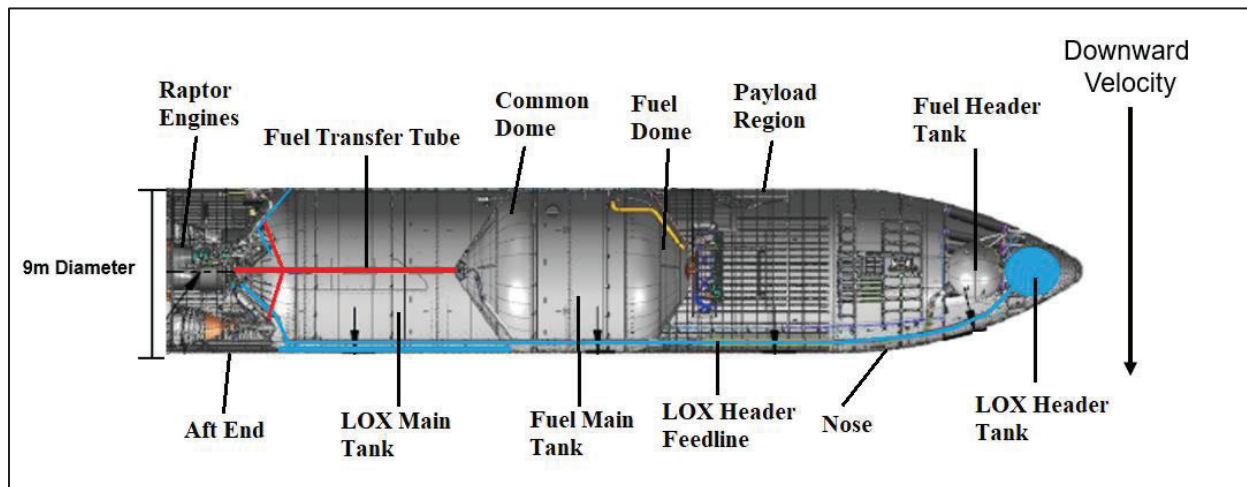 Raptor
Engines
Fuel Transfer Tube
Common
Dome
Fuel
Dome
Payload
Region
Fuel Header
Tank
Downward
Velocity
9m Diameter
Aft End
LOX Main
Tank
Fuel Main
Tank
LOX Header
Feedline
Nose
LOX Header
Tank